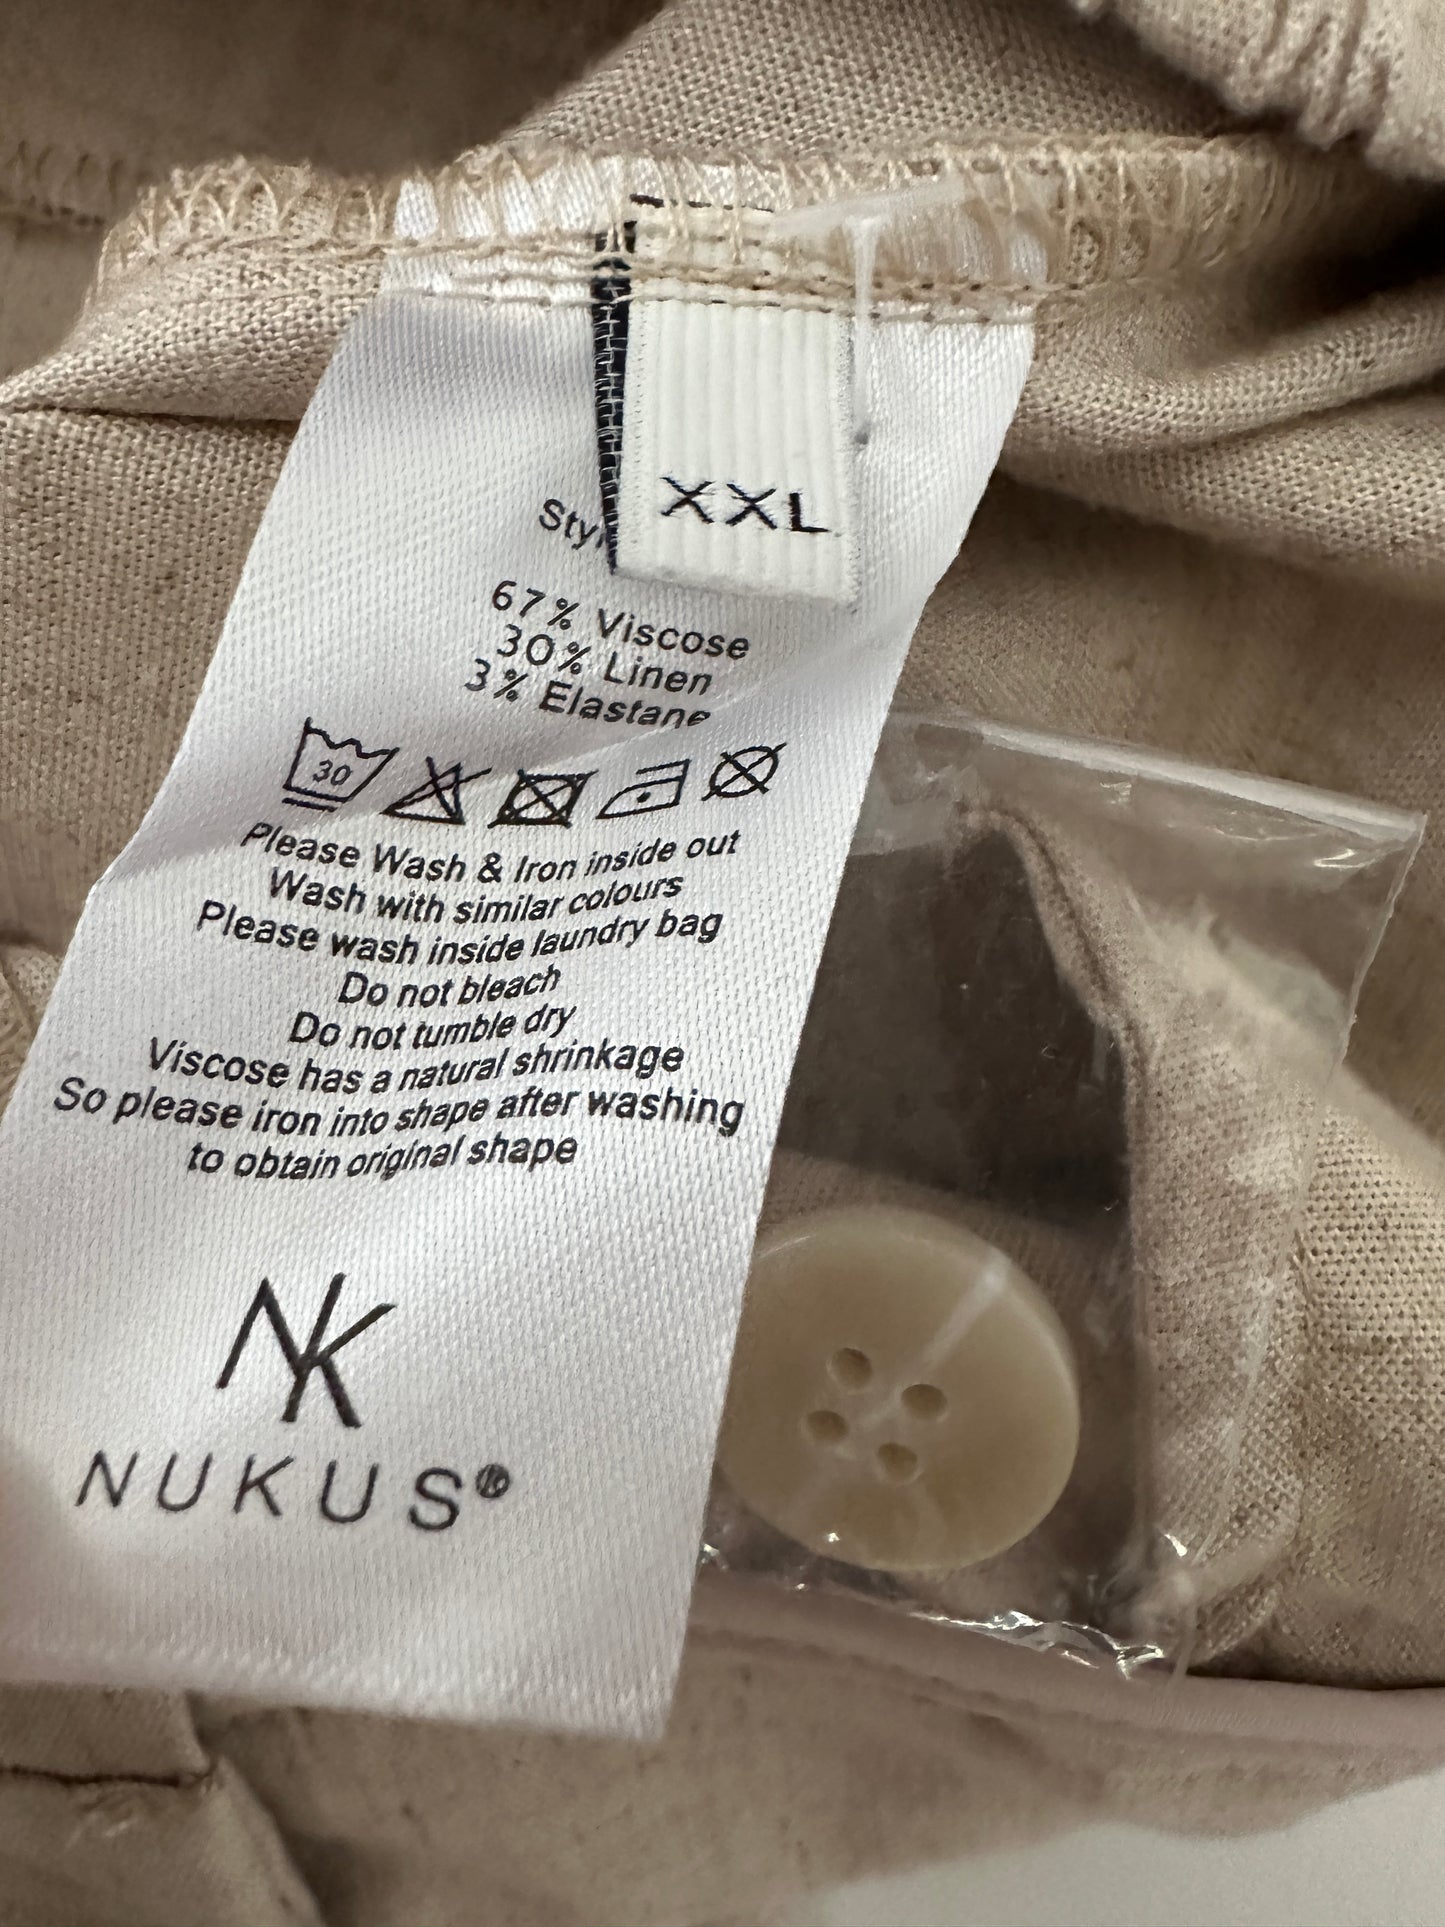 XXL
67% Viscose
30% Linen
3% Elastane
30
Please Wash & Iron inside out
Wash with similar colours
Please wash inside laundry bag
Do not bleach
Do not tumble dry
Viscose has a natural shrinkage
So please iron into shape after washing
to obtain original shape
NK
NUKUS®